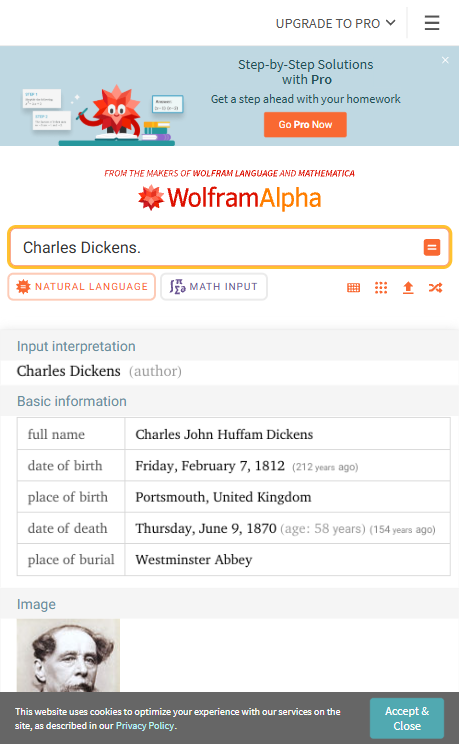 UPGRADE TO PRO
Step-by-Step Solutions
with Pro
Get a step ahead with your homework
Go Pro Now
FROM THE MAKERS OF WOLFRAM LANGUAGE AND MATHEMATICA
WolframAlpha
Charles Dickens.
NATURAL LANGUAGE
MATH INPUT
Input interpretation
Charles Dickens (author)
Basic information
full name Charles John Huffam Dickens
date of birth Friday, February 7, 1812 (212 years ago)
place of birth Portsmouth, United Kingdom
date of death Thursday, June 9, 1870 (age: 58 years) (154 years ago)
place of burial Westminster Abbey
Image
This website uses cookies to optimize your experience with our services on the
site, as described in our Privacy Policy.
Accept &
Close